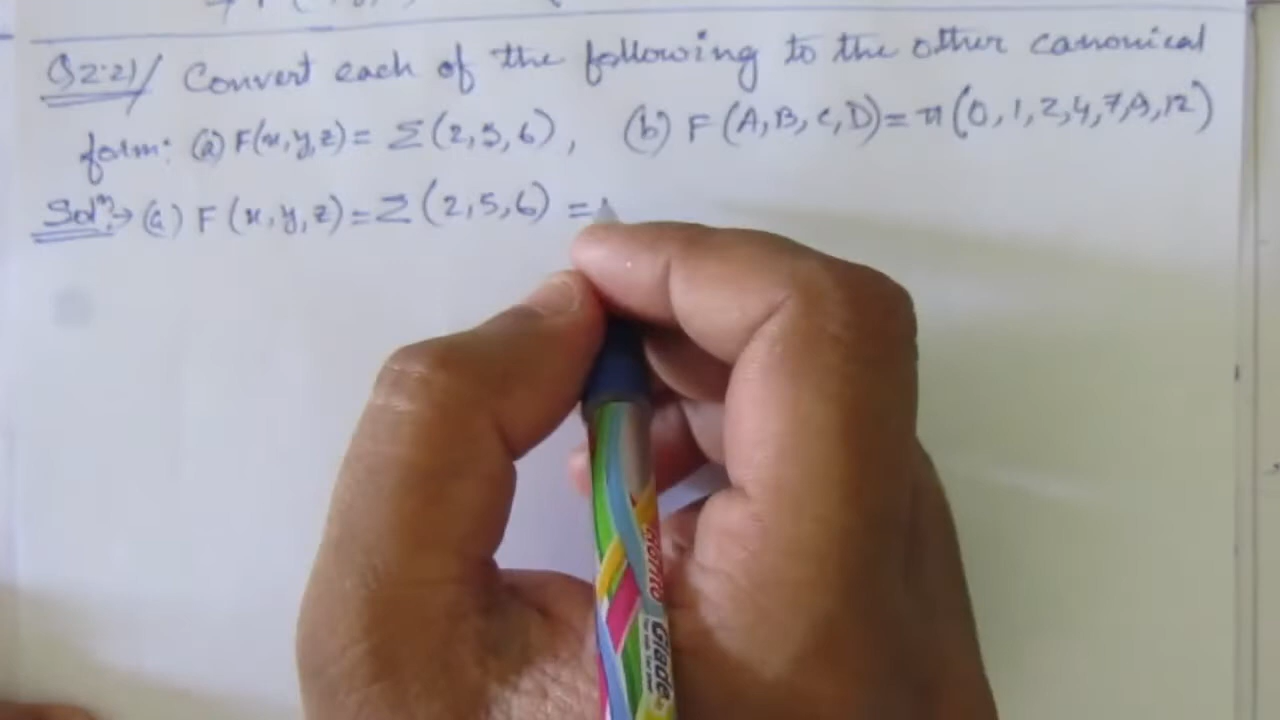 Q2.21/ Convert each of the following to the other canonical
form: (a) F(x,y,z) = Σ(2,5,6), (b) F(A,B,C,D) = π(0,1,2,4,7,9,12)
Solⁿ:→ (a) F(x,y,z) = Σ(2,5,6) =
Glade